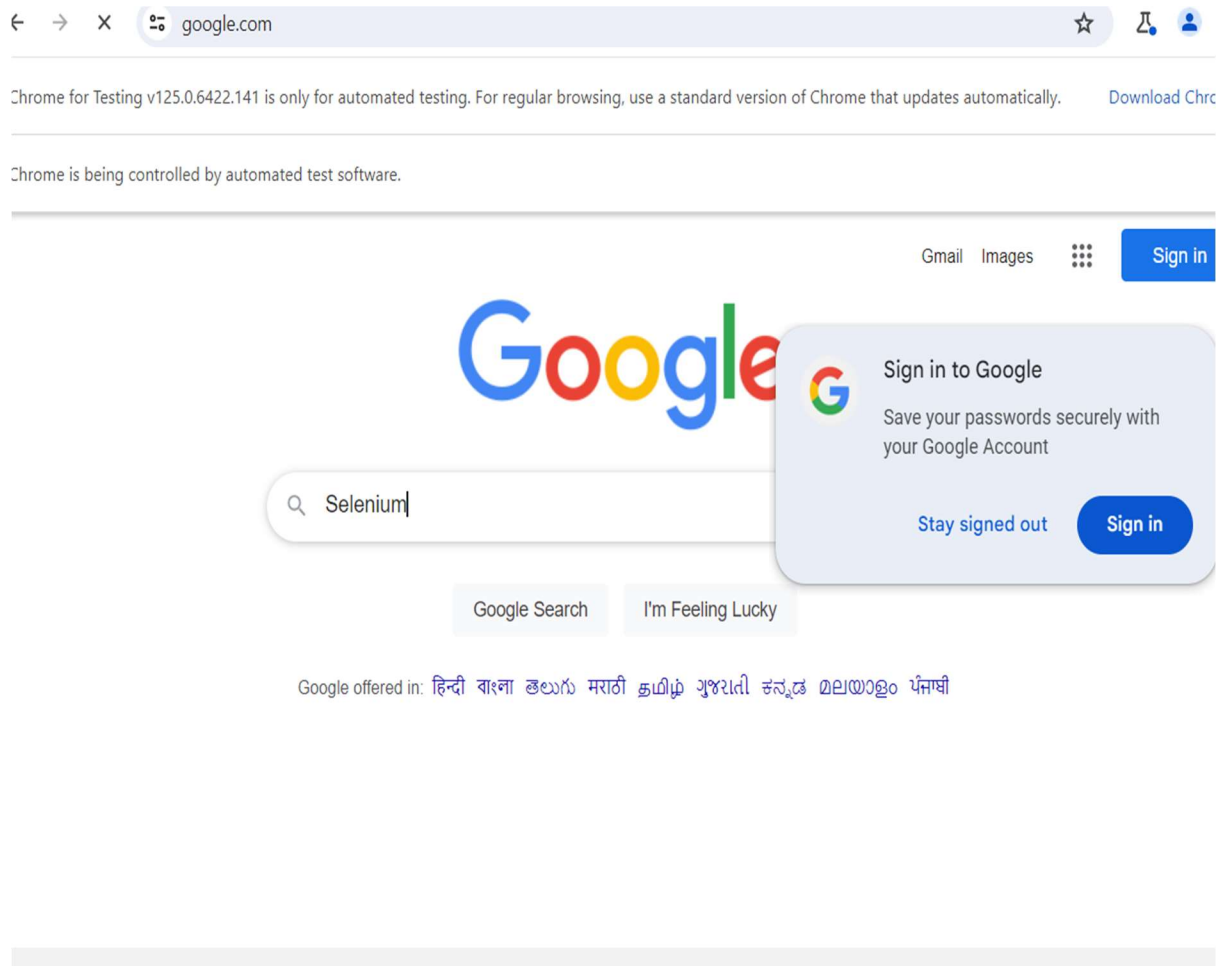 google.com
Chrome for Testing v125.0.6422.141 is only for automated testing. For regular browsing, use a standard version of Chrome that updates automatically. Download Chro
Chrome is being controlled by automated test software.
Gmail Images Sign in
Google
Sign in to Google
Save your passwords securely with
your Google Account
Stay signed out Sign in
Selenium
Google Search I'm Feeling Lucky
Google offered in: हिन्दी বাংলা తెలుగు मराठी தமிழ் ગુજરાતી ಕನ್ನಡ മലയാളം ਪੰਜਾਬੀ